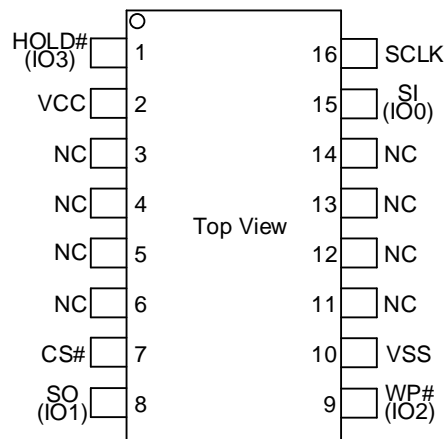 HOLD#
(IO3) 1 16 SCLK
VCC 2 15 SI
(IO0)
NC 3 14 NC
NC 4 13 NC
Top View
NC 5 12 NC
NC 6 11 NC
CS# 7 10 VSS
SO
(IO1) 8 9 WP#
(IO2)